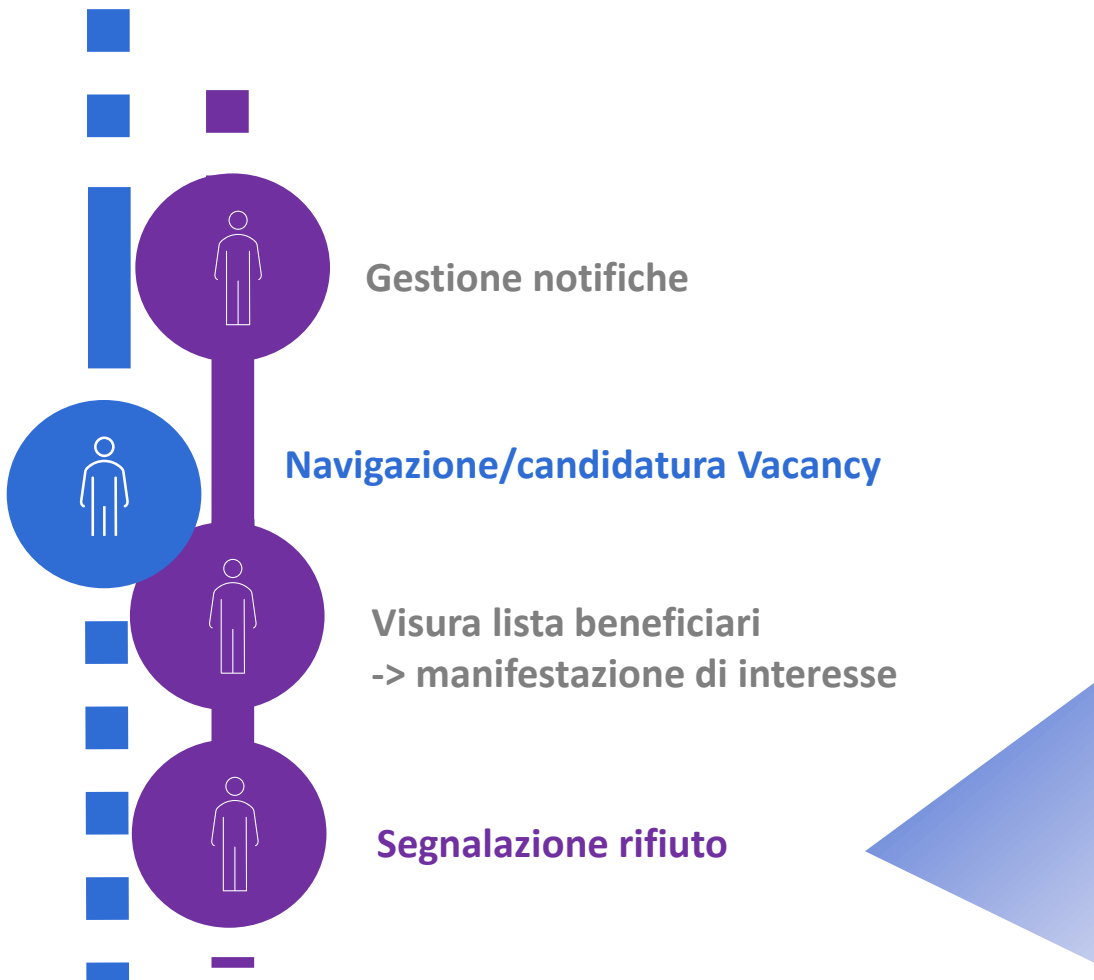 Gestione notifiche
Navigazione/candidatura Vacancy
Visura lista beneficiari
-> manifestazione di interesse
Segnalazione rifiuto